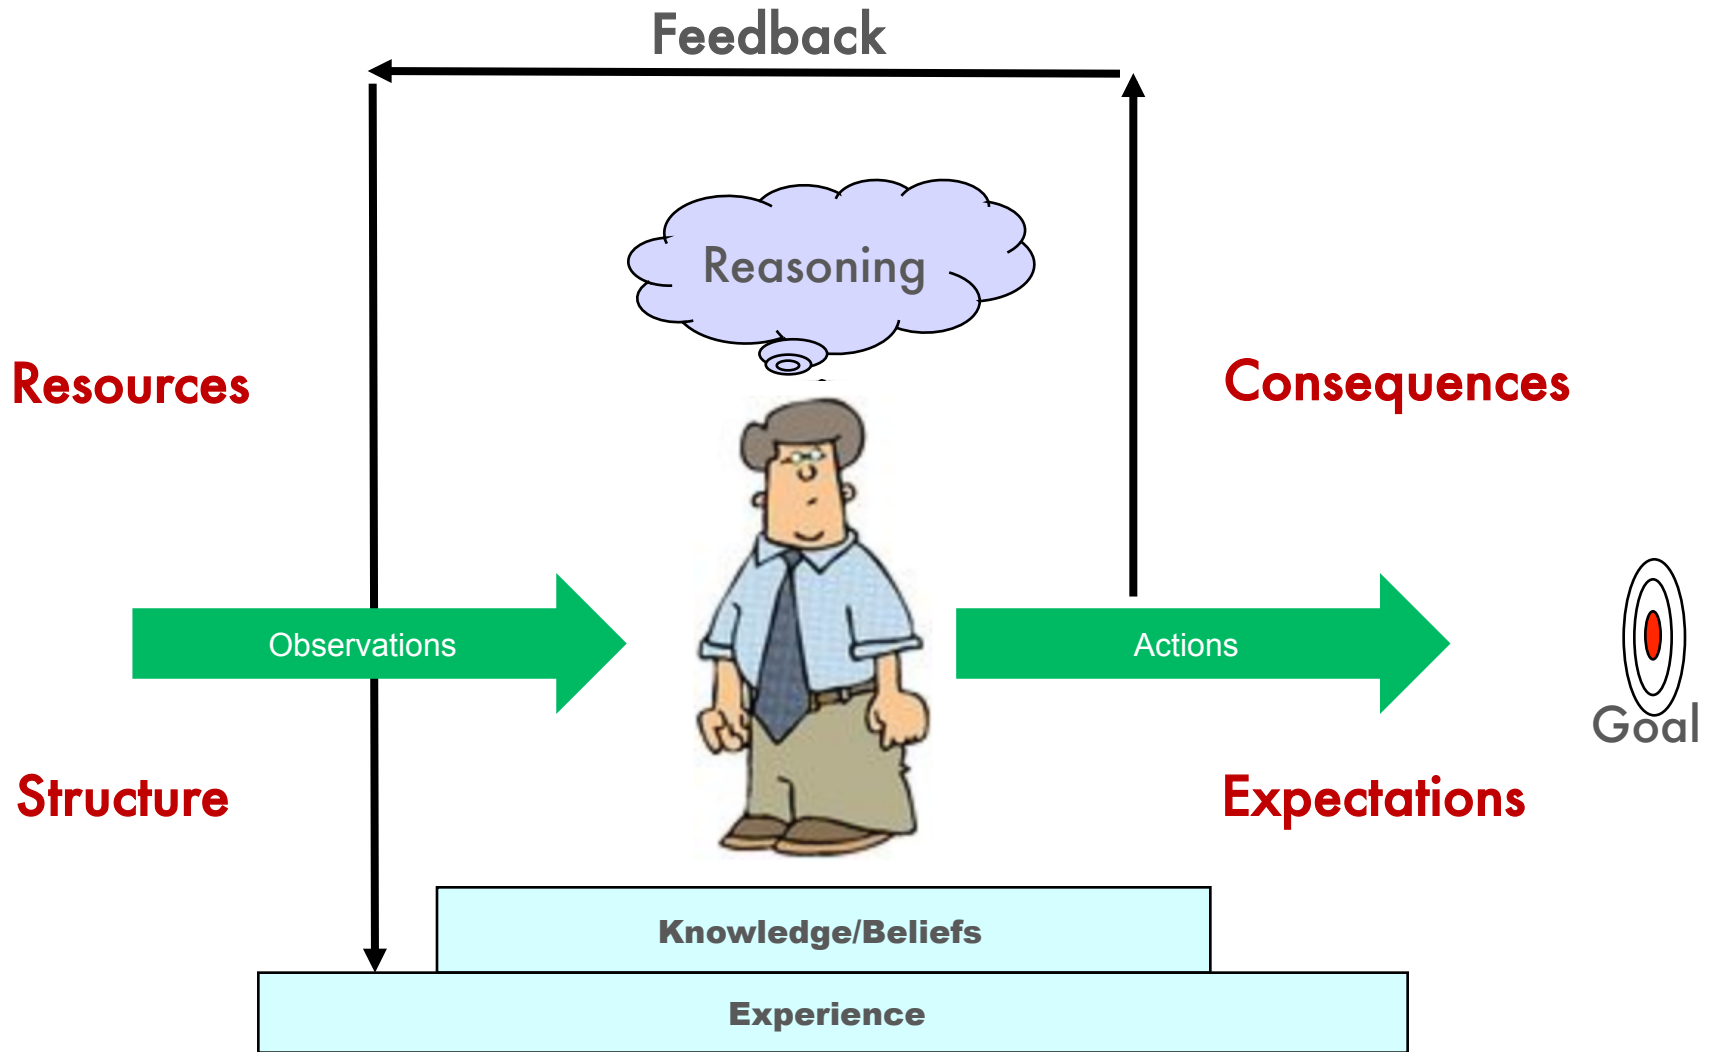 Feedback
Reasoning
Resources
Consequences
Observations
Actions
Goal
Structure
Expectations
Knowledge/Beliefs
Experience